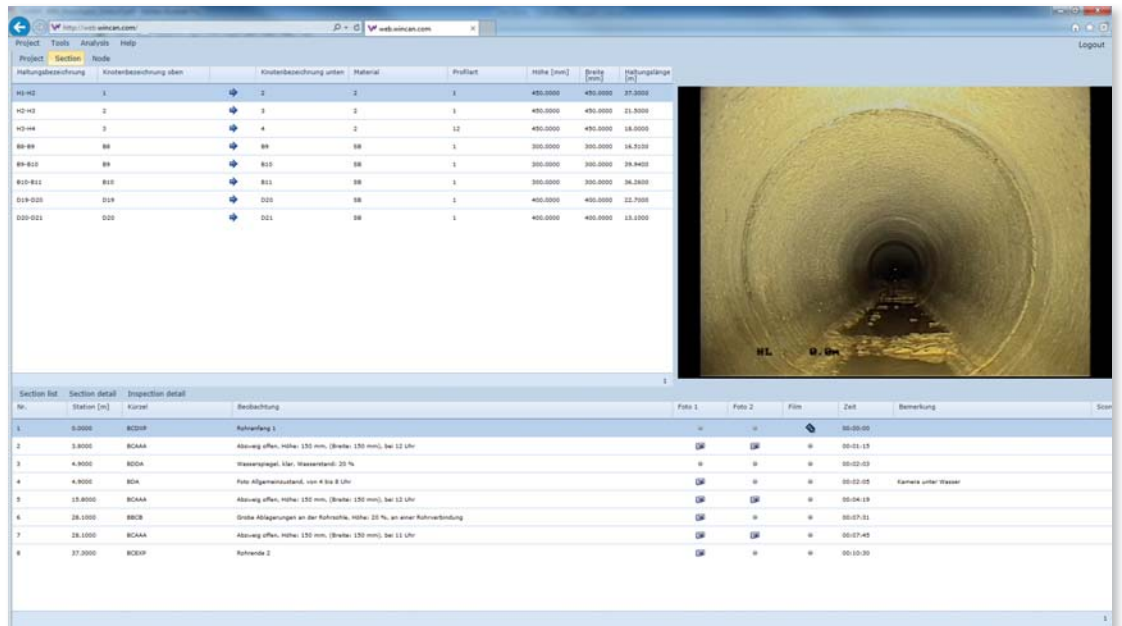 http://web.wincan.com/ web.wincan.com
Project Tools Analysis Help Logout
Project Section Node
Haltungsbezeichnung Knotenbezeichnung oben Knotenbezeichnung unten Material Profilart Höhe [mm] Breite [mm] Haltungslänge [m]
H1-H2 1 2 2 1 450.0000 450.0000 37.3000
H2-H3 2 3 2 1 450.0000 450.0000 21.5000
H3-H4 3 4 2 12 450.0000 450.0000 18.0000
B8-B9 B8 B9 SB 1 300.0000 300.0000 16.5100
B9-B10 B9 B10 SB 1 300.0000 300.0000 39.9400
B10-B11 B10 B11 SB 1 300.0000 300.0000 36.2600
D19-D20 D19 D20 SB 1 400.0000 400.0000 22.7000
D20-D21 D20 D21 SB 1 400.0000 400.0000 13.1000
HL 0.0m
1
Section list Section detail Inspection detail
Nr. Station [m] Kürzel Beobachtung Foto 1 Foto 2 Film Zeit Bemerkung
1 0.0000 BCDXP Rohranfang 1 00:00:00
2 3.8000 BCAAA Abzweig offen, Höhe: 150 mm, (Breite: 150 mm), bei 12 Uhr 00:01:15
3 4.9000 BDDA Wasserspiegel, klar, Wasserstand: 20 % 00:02:03
4 4.9000 BDA Foto Allgemeinzustand, von 4 bis 8 Uhr 00:02:05 Kamera unter Wasser
5 15.8000 BCAAA Abzweig offen, Höhe: 150 mm, (Breite: 150 mm), bei 12 Uhr 00:04:19
6 28.1000 BBCB Grobe Ablagerungen an der Rohrsohle, Höhe: 20 %, an einer Rohrverbindung 00:07:31
7 28.1000 BCAAA Abzweig offen, Höhe: 150 mm, (Breite: 150 mm), bei 11 Uhr 00:07:45
8 37.3000 BCEXP Rohrende 2 00:10:30
1